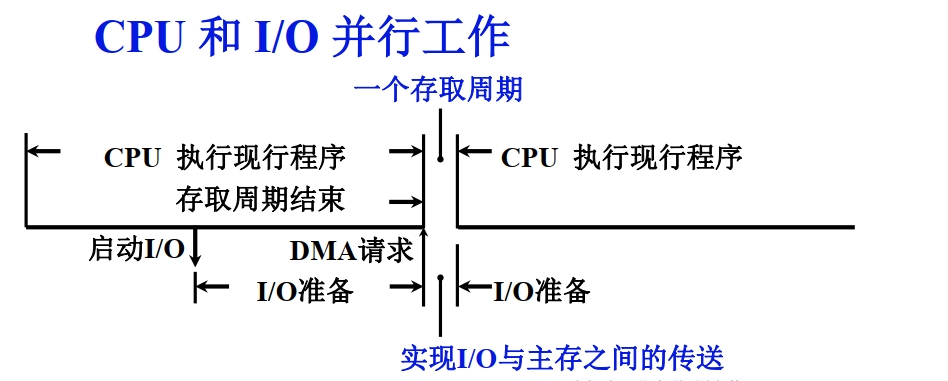 CPU 和 I/O 并行工作
一个存取周期
CPU 执行现行程序
CPU 执行现行程序
存取周期结束
启动I/O
DMA请求
I/O准备
I/O准备
实现I/O与主存之间的传送